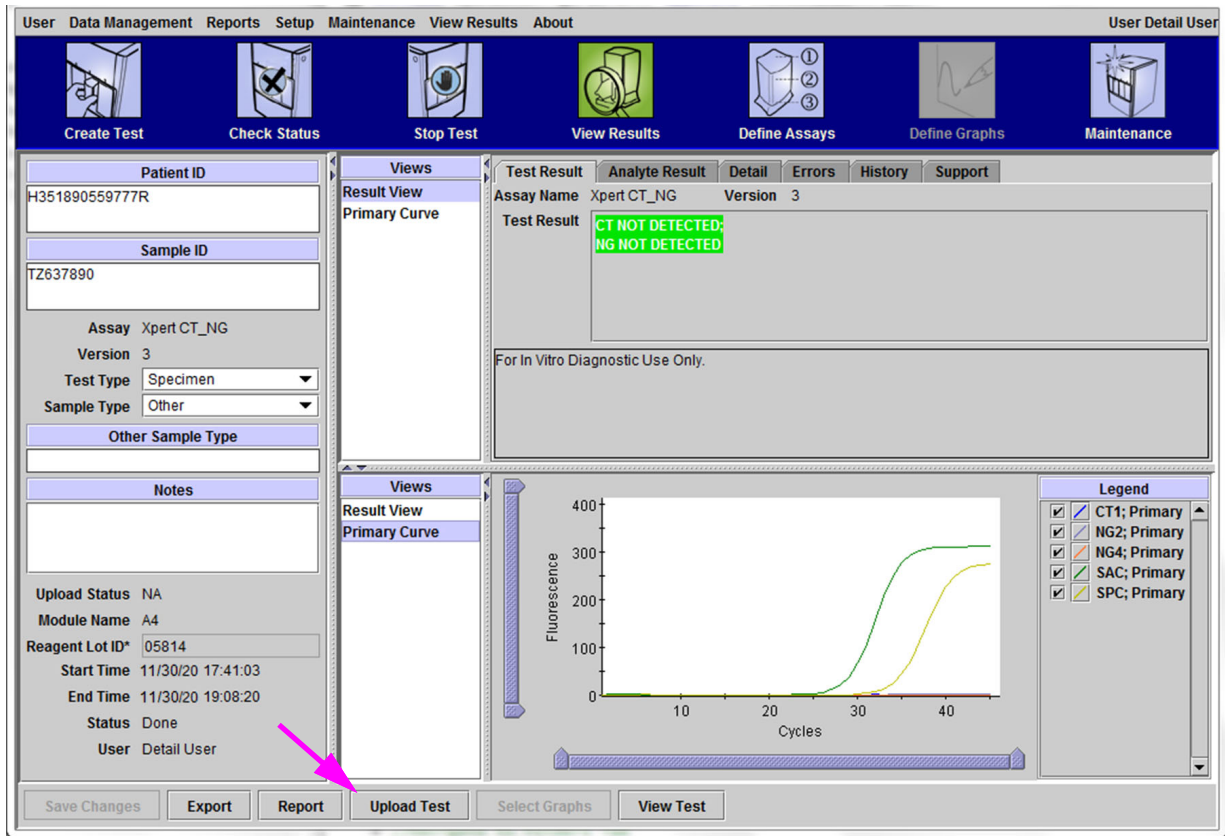 User Data Management Reports Setup Maintenance View Results About User Detail User
Create Test Check Status Stop Test View Results Define Assays Define Graphs Maintenance
①
②
③
Patient ID
H351890559777R
Sample ID
TZ637890
Assay Xpert CT_NG
Version 3
Test Type Specimen
Sample Type Other
Other Sample Type
Notes
Upload Status NA
Module Name A4
Reagent Lot ID* 05814
Start Time 11/30/20 17:41:03
End Time 11/30/20 19:08:20
Status Done
User Detail User
Views
Result View
Primary Curve
Test Result Analyte Result Detail Errors History Support
Assay Name Xpert CT_NG Version 3
Test Result CT NOT DETECTED;
NG NOT DETECTED
For In Vitro Diagnostic Use Only.
Views
Result View
Primary Curve
Fluorescence
400
300
200
100
0
10 20 30 40
Cycles
Legend
CT1; Primary
NG2; Primary
NG4; Primary
SAC; Primary
SPC; Primary
Save Changes Export Report Upload Test Select Graphs View Test